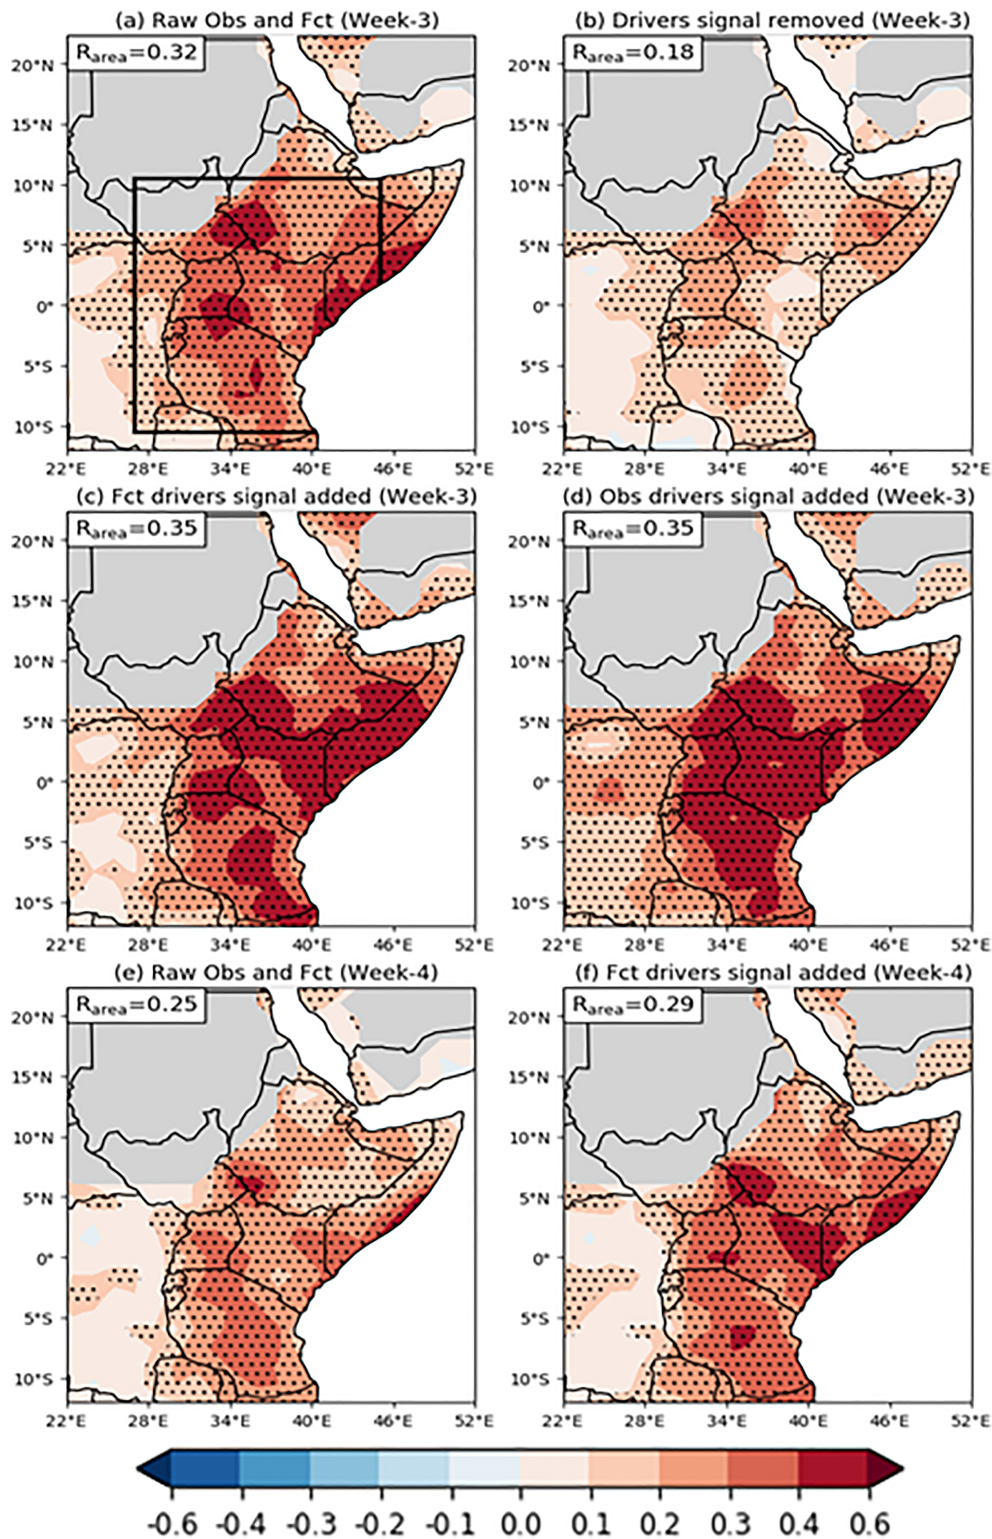 (a) Raw Obs and Fct (Week-3)
(b) Drivers signal removed (Week-3)
R_area=0.32
R_area=0.18
20°N
15°N
10°N
5°N
0°
5°S
10°S
22°E 28°E 34°E 40°E 46°E 52°E
20°N
15°N
10°N
5°N
0°
5°S
10°S
22°E 28°E 34°E 40°E 46°E 52°E
(c) Fct drivers signal added (Week-3)
(d) Obs drivers signal added (Week-3)
R_area=0.35
R_area=0.35
20°N
15°N
10°N
5°N
0°
5°S
10°S
22°E 28°E 34°E 40°E 46°E 52°E
20°N
15°N
10°N
5°N
0°
5°S
10°S
22°E 28°E 34°E 40°E 46°E 52°E
(e) Raw Obs and Fct (Week-4)
(f) Fct drivers signal added (Week-4)
R_area=0.25
R_area=0.29
20°N
15°N
10°N
5°N
0°
5°S
10°S
22°E 28°E 34°E 40°E 46°E 52°E
20°N
15°N
10°N
5°N
0°
5°S
10°S
22°E 28°E 34°E 40°E 46°E 52°E
-0.6 -0.4 -0.3 -0.2 -0.1 0.0 0.1 0.2 0.3 0.4 0.6